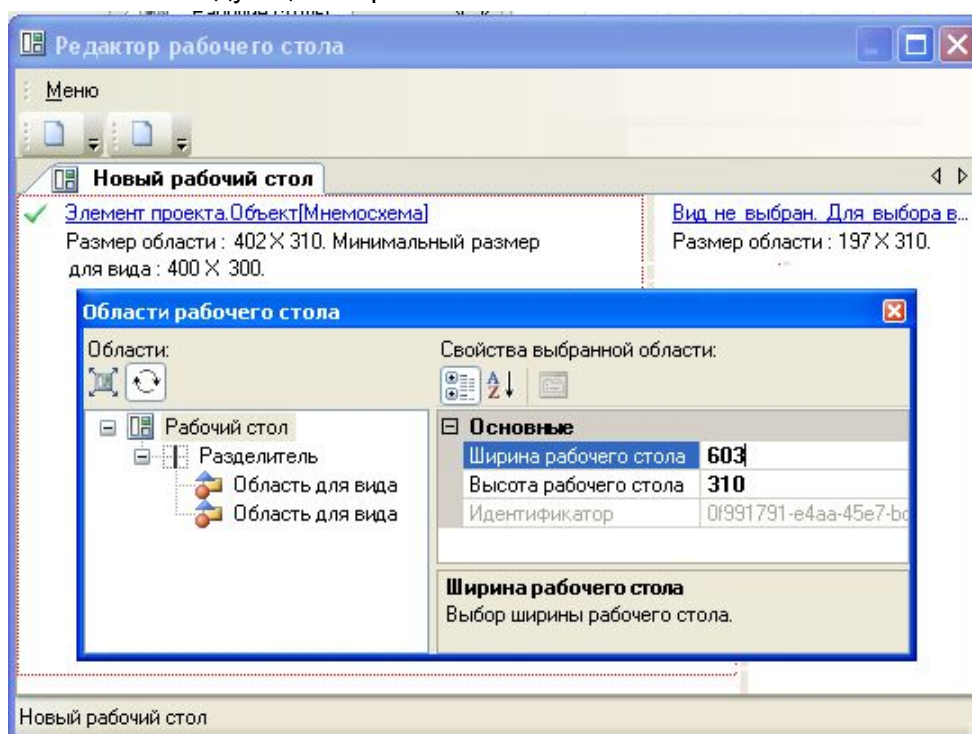 Редактор рабочего стола
Меню
Новый рабочий стол
Элемент проекта.Объект[Мнемосхема]
Размер области : 402 X 310. Минимальный размер
для вида : 400 X 300.
Вид не выбран. Для выбора в...
Размер области : 197 X 310.
Области рабочего стола
Области:
Свойства выбранной области:
Рабочий стол
Разделитель
Область для вида
Область для вида
Основные
Ширина рабочего стола 603
Высота рабочего стола 310
Идентификатор 0f991791-e4aa-45e7-bc
Ширина рабочего стола
Выбор ширины рабочего стола.
Новый рабочий стол